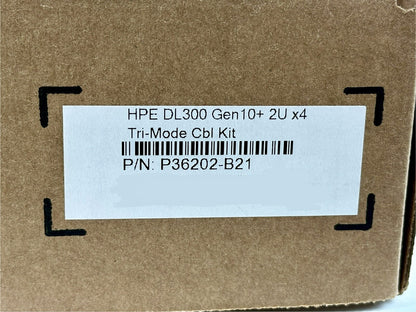 HPE DL300 Gen10+ 2U x4
Tri-Mode Cbl Kit
P/N: P36202-B21